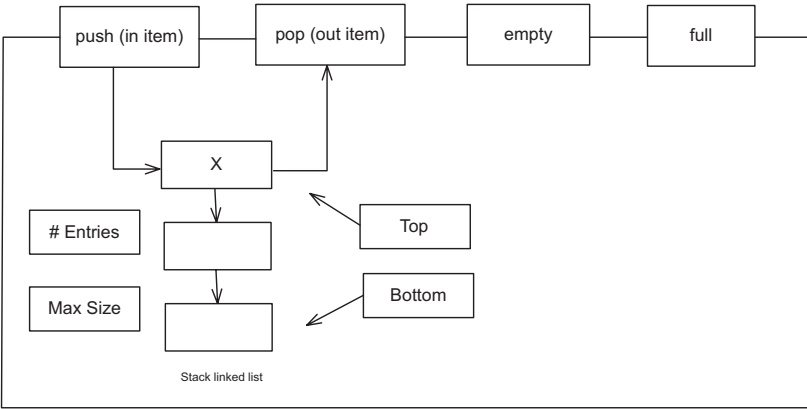 push (in item)
pop (out item)
empty
full
X
# Entries
Top
Max Size
Bottom
Stack linked list